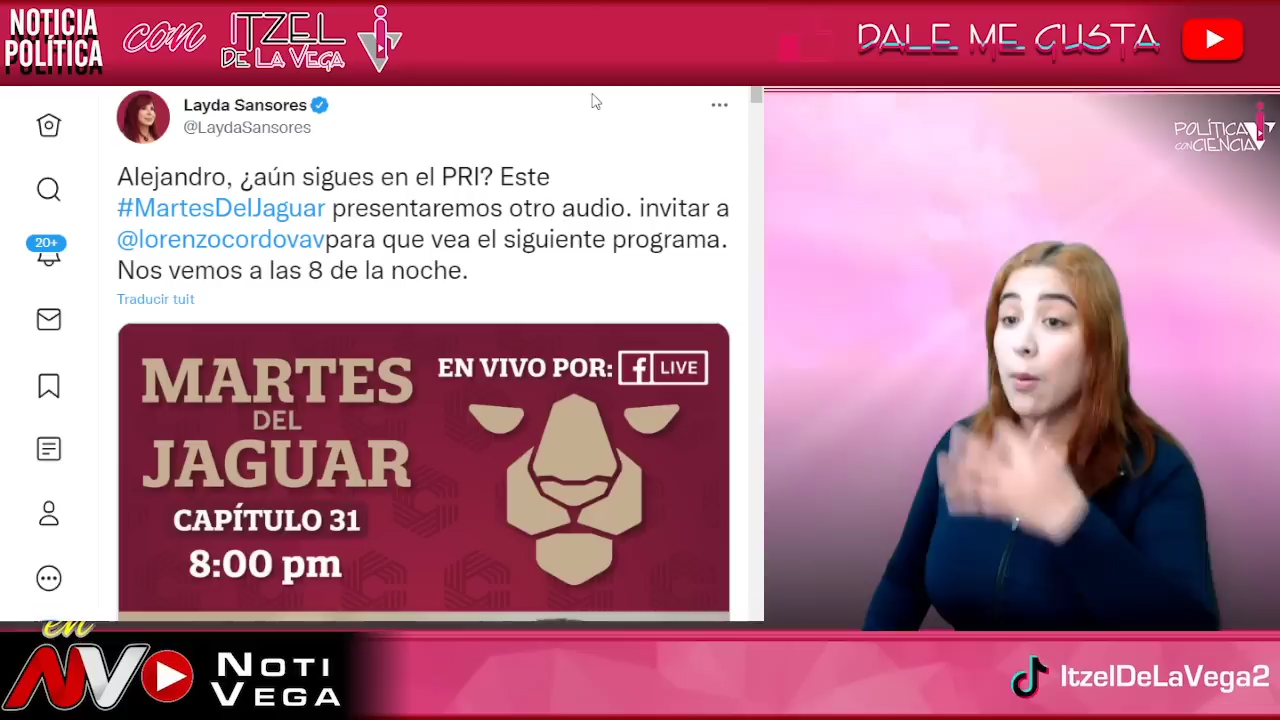 NOTICIA
POLÍTICA
con
ITZEL
DE LA VEGA
DALE ME GUSTA
Layda Sansores
@LaydaSansores
Alejandro, ¿aún sigues en el PRI? Este
#MartesDelJaguar presentaremos otro audio. invitar a
@lorenzocordovavpara que vea el siguiente programa.
Nos vemos a las 8 de la noche.
Traducir tuit
20+
MARTES
DEL
JAGUAR
CAPÍTULO 31
8:00 pm
EN VIVO POR: f LIVE
POLÍTICA
CON CIENCIA
en
NV
NOTI
VEGA
ItzelDeLaVega2